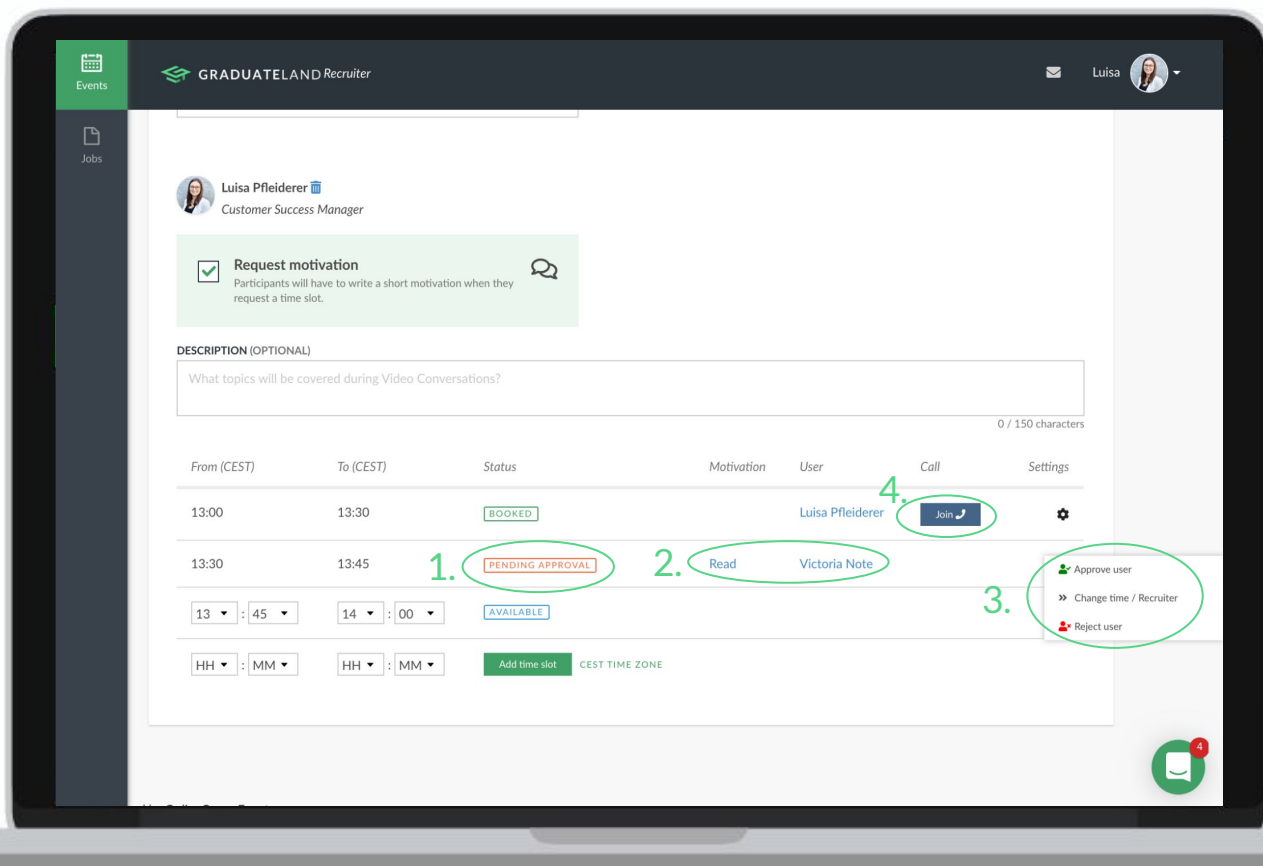 Events
GRADUATELAND Recruiter
Luisa
Jobs
Luisa Pfleiderer
Customer Success Manager
Request motivation
Participants will have to write a short motivation when they
request a time slot.
DESCRIPTION (OPTIONAL)
What topics will be covered during Video Conversations?
0 / 150 characters
From (CEST) To (CEST) Status Motivation User Call Settings
4.
13:00 13:30 BOOKED Luisa Pfleiderer Join
13:30 13:45 1. PENDING APPROVAL 2. Read Victoria Note
Approve user
3. Change time / Recruiter
Reject user
13 : 45 14 : 00 AVAILABLE
HH : MM HH : MM Add time slot CEST TIME ZONE
4